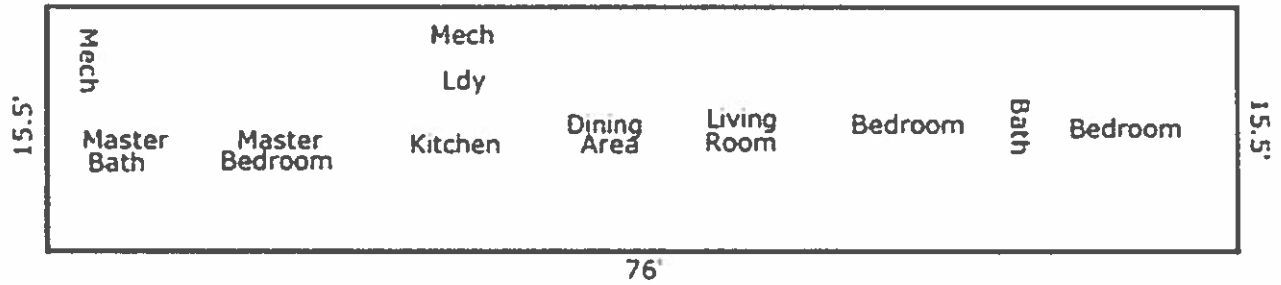 Mech
Mech
Ldy
15.5'
Master
Bath
Master
Bedroom
Kitchen
Dining
Area
Living
Room
Bedroom
Bath
Bedroom
15.5'
76'